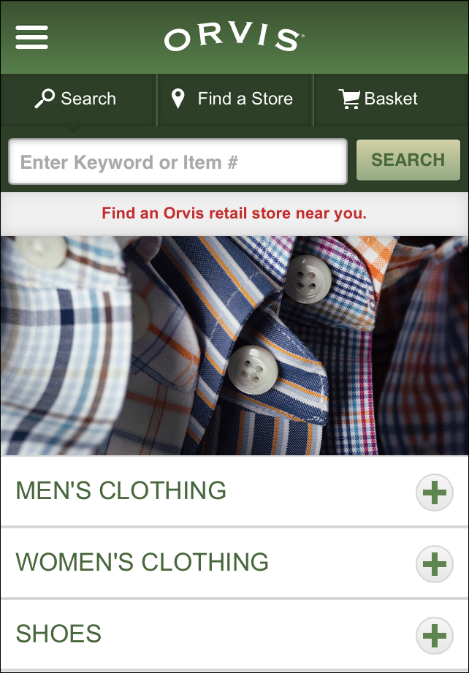 ORVIS
Search
Find a Store
Basket
Enter Keyword or Item #
SEARCH
Find an Orvis retail store near you.
MEN'S CLOTHING
WOMEN'S CLOTHING
SHOES